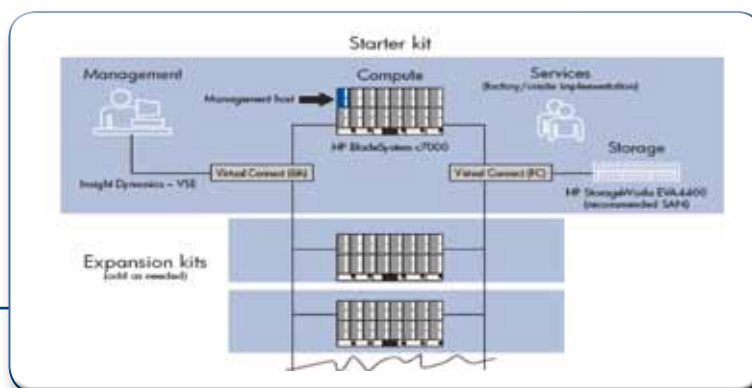 Starter kit
Management
Compute
Services
(factory/onsite implementation)
Management host
HP BladeSystem c7000
Storage
Virtual Connect (Eth)
Virtual Connect (FC)
Insight Dynamics – VSE
HP StorageWorks EVA4400
(recommended SAN)
Expansion kits
(add as needed)